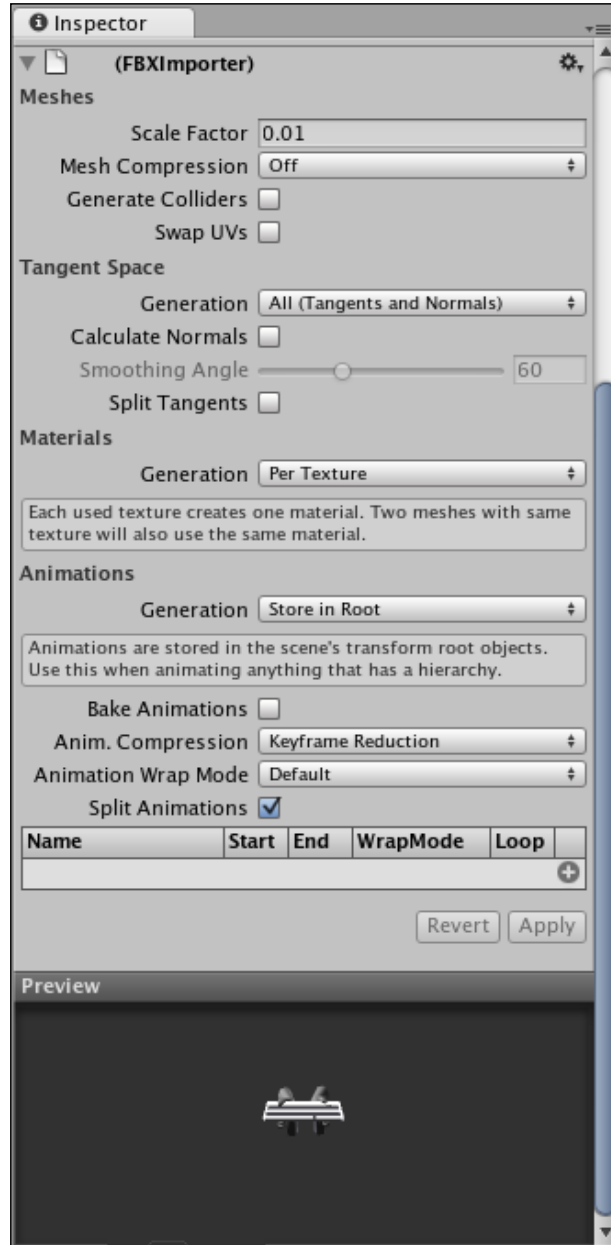 Inspector
(FBXImporter)
Meshes
Scale Factor 0.01
Mesh Compression Off
Generate Colliders
Swap UVs
Tangent Space
Generation All (Tangents and Normals)
Calculate Normals
Smoothing Angle 60
Split Tangents
Materials
Generation Per Texture
Each used texture creates one material. Two meshes with same
texture will also use the same material.
Animations
Generation Store in Root
Animations are stored in the scene's transform root objects.
Use this when animating anything that has a hierarchy.
Bake Animations
Anim. Compression Keyframe Reduction
Animation Wrap Mode Default
Split Animations
Name Start End WrapMode Loop
Revert Apply
Preview